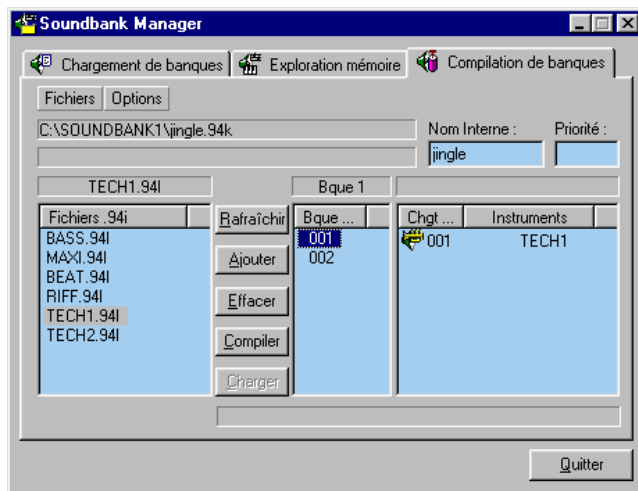 Soundbank Manager
Chargement de banques Exploration mémoire Compilation de banques
Fichiers Options
C:\SOUNDBANK1\jingle.94k Nom Interne : Priorité :
jingle
TECH1.94I Bque 1
Fichiers .94i Rafraîchir Bque ... Chgt ... Instruments
BASS.94I 001 001 TECH1
MAXI.94I Ajouter 002
BEAT.94I
RIFF.94I Effacer
TECH1.94I
TECH2.94I Compiler
Charger
Quitter